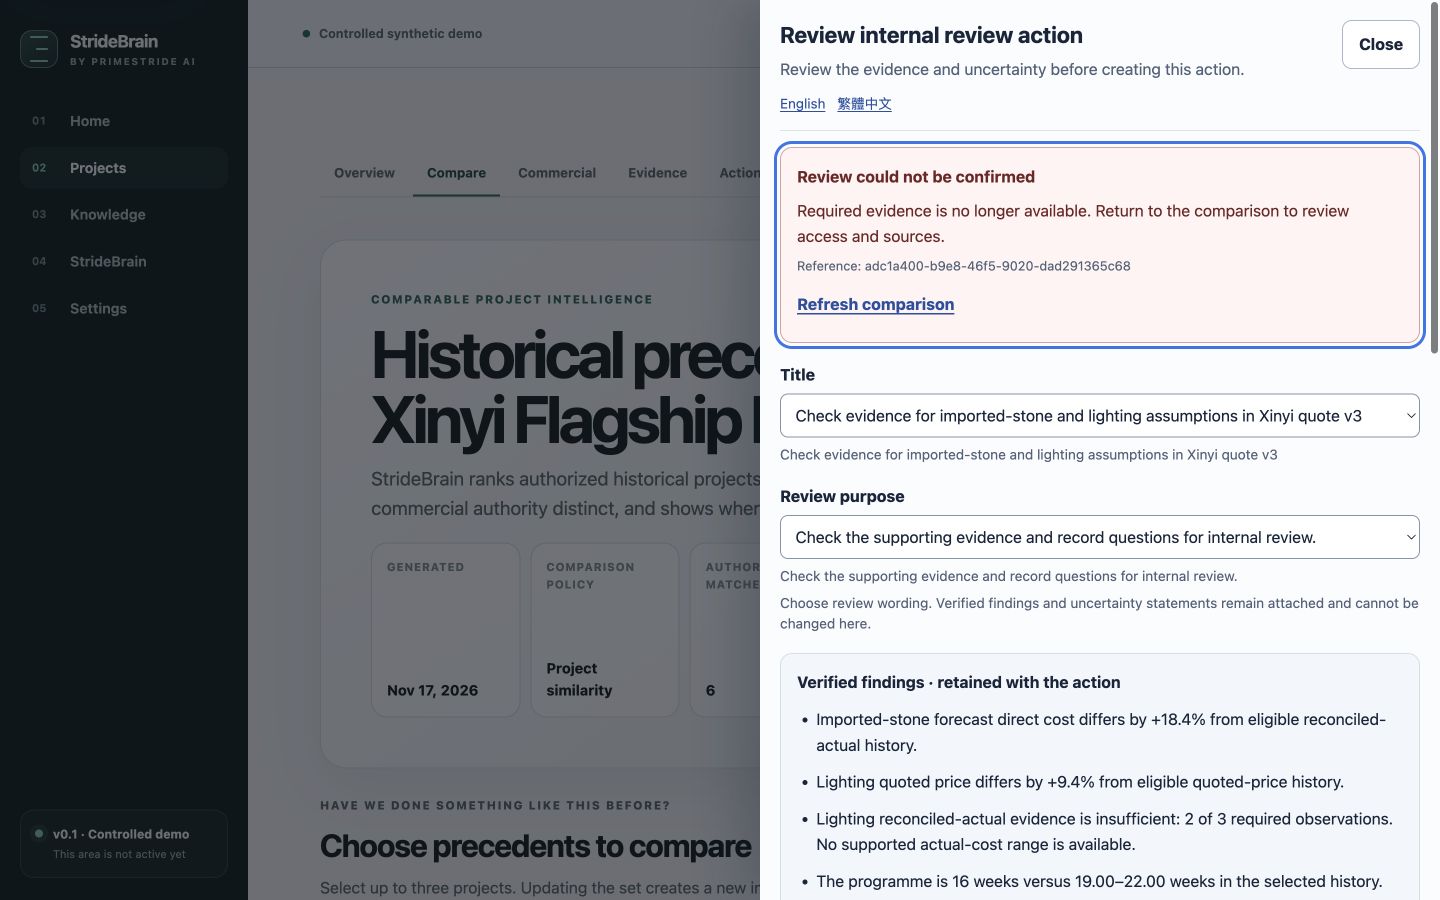 StrideBrain
BY PRIMESTRIDE AI
01 Home
02 Projects
03 Knowledge
04 StrideBrain
05 Settings
v0.1 · Controlled demo
This area is not active yet
Controlled synthetic demo
Overview Compare Commercial Evidence Action
COMPARABLE PROJECT INTELLIGENCE
Historical prec
Xinyi Flagship
StrideBrain ranks authorized historical projects
commercial authority distinct, and shows wher
GENERATED
Nov 17, 2026
COMPARISON
POLICY
Project
similarity
AUTHOR
MATCHE
6
HAVE WE DONE SOMETHING LIKE THIS BEFORE?
Choose precedents to compare
Select up to three projects. Updating the set creates a new i
Review internal review action
Close
Review the evidence and uncertainty before creating this action.
English 繁體中文
Review could not be confirmed
Required evidence is no longer available. Return to the comparison to review
access and sources.
Reference: adc1a400-b9e8-46f5-9020-dad291365c68
Refresh comparison
Title
Check evidence for imported-stone and lighting assumptions in Xinyi quote v3
Check evidence for imported-stone and lighting assumptions in Xinyi quote v3
Review purpose
Check the supporting evidence and record questions for internal review.
Check the supporting evidence and record questions for internal review.
Choose review wording. Verified findings and uncertainty statements remain attached and cannot be
changed here.
Verified findings · retained with the action
• Imported-stone forecast direct cost differs by +18.4% from eligible reconciled-
actual history.
• Lighting quoted price differs by +9.4% from eligible quoted-price history.
• Lighting reconciled-actual evidence is insufficient: 2 of 3 required observations.
No supported actual-cost range is available.
• The programme is 16 weeks versus 19.00–22.00 weeks in the selected history.